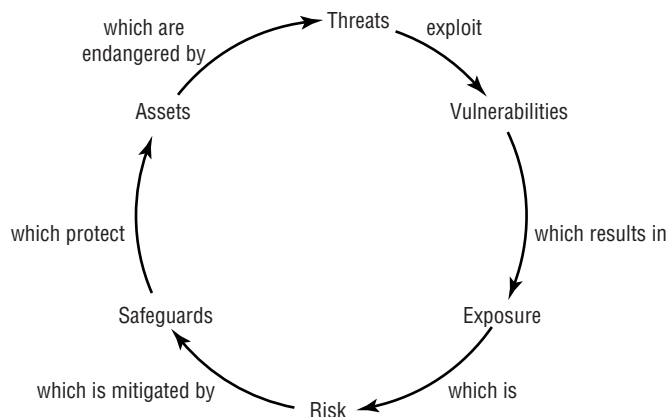 which are
endangered by
Threats
exploit
Vulnerabilities
which results in
Exposure
which is
Risk
which is mitigated by
Safeguards
which protect
Assets